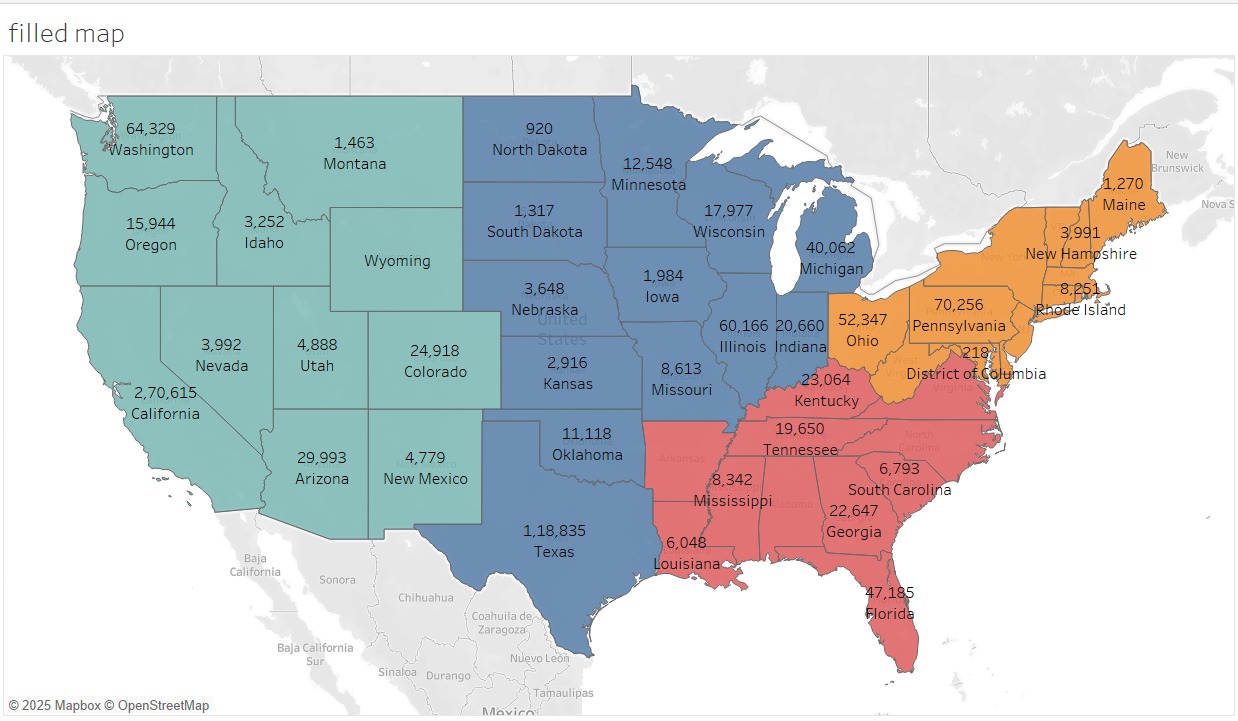 filled map
64,329
Washington
1,463
Montana
920
North Dakota
12,548
Minnesota
New
Brunswick
1,270
Maine
Nova S
15,944
Oregon
3,252
Idaho
1,317
South Dakota
17,977
Wisconsin
40,062
Michigan
3,991
New Hampshire
New York
Wyoming
1,984
Iowa
MA
8,251
Rhode Island
3,648
Nebraska
United
States
70,256
Pennsylvania
60,166
Illinois
20,660
Indiana
52,347
Ohio
3,992
Nevada
4,888
Utah
24,918
Colorado
2,916
Kansas
8,613
Missouri
West
Virginia
218
District of Columbia
Virginia
2,70,615
California
23,064
Kentucky
11,118
Oklahoma
19,650
Tennessee
North
Carolina
29,993
Arizona
4,779
New Mexico
Arkansas
8,342
Mississippi
Alabama
6,793
South Carolina
22,647
Georgia
1,18,835
Texas
6,048
Louisiana
47,185
Florida
Baja
California
Sonora
Chihuahua
Coahuila de
Zaragoza
Baja California
Sur
Sinaloa
Durango
Nuevo León
Tamaulipas
Mexico
© 2025 Mapbox © OpenStreetMap